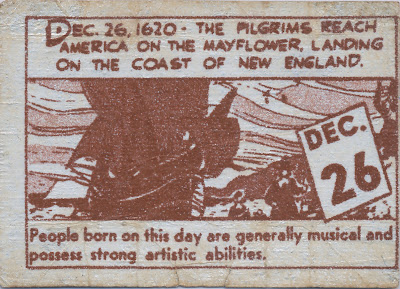 DEC. 26, 1620 - THE PILGRIMS REACH
AMERICA ON THE MAYFLOWER, LANDING
ON THE COAST OF NEW ENGLAND.
DEC.
26
People born on this day are generally musical and
possess strong artistic abilities.